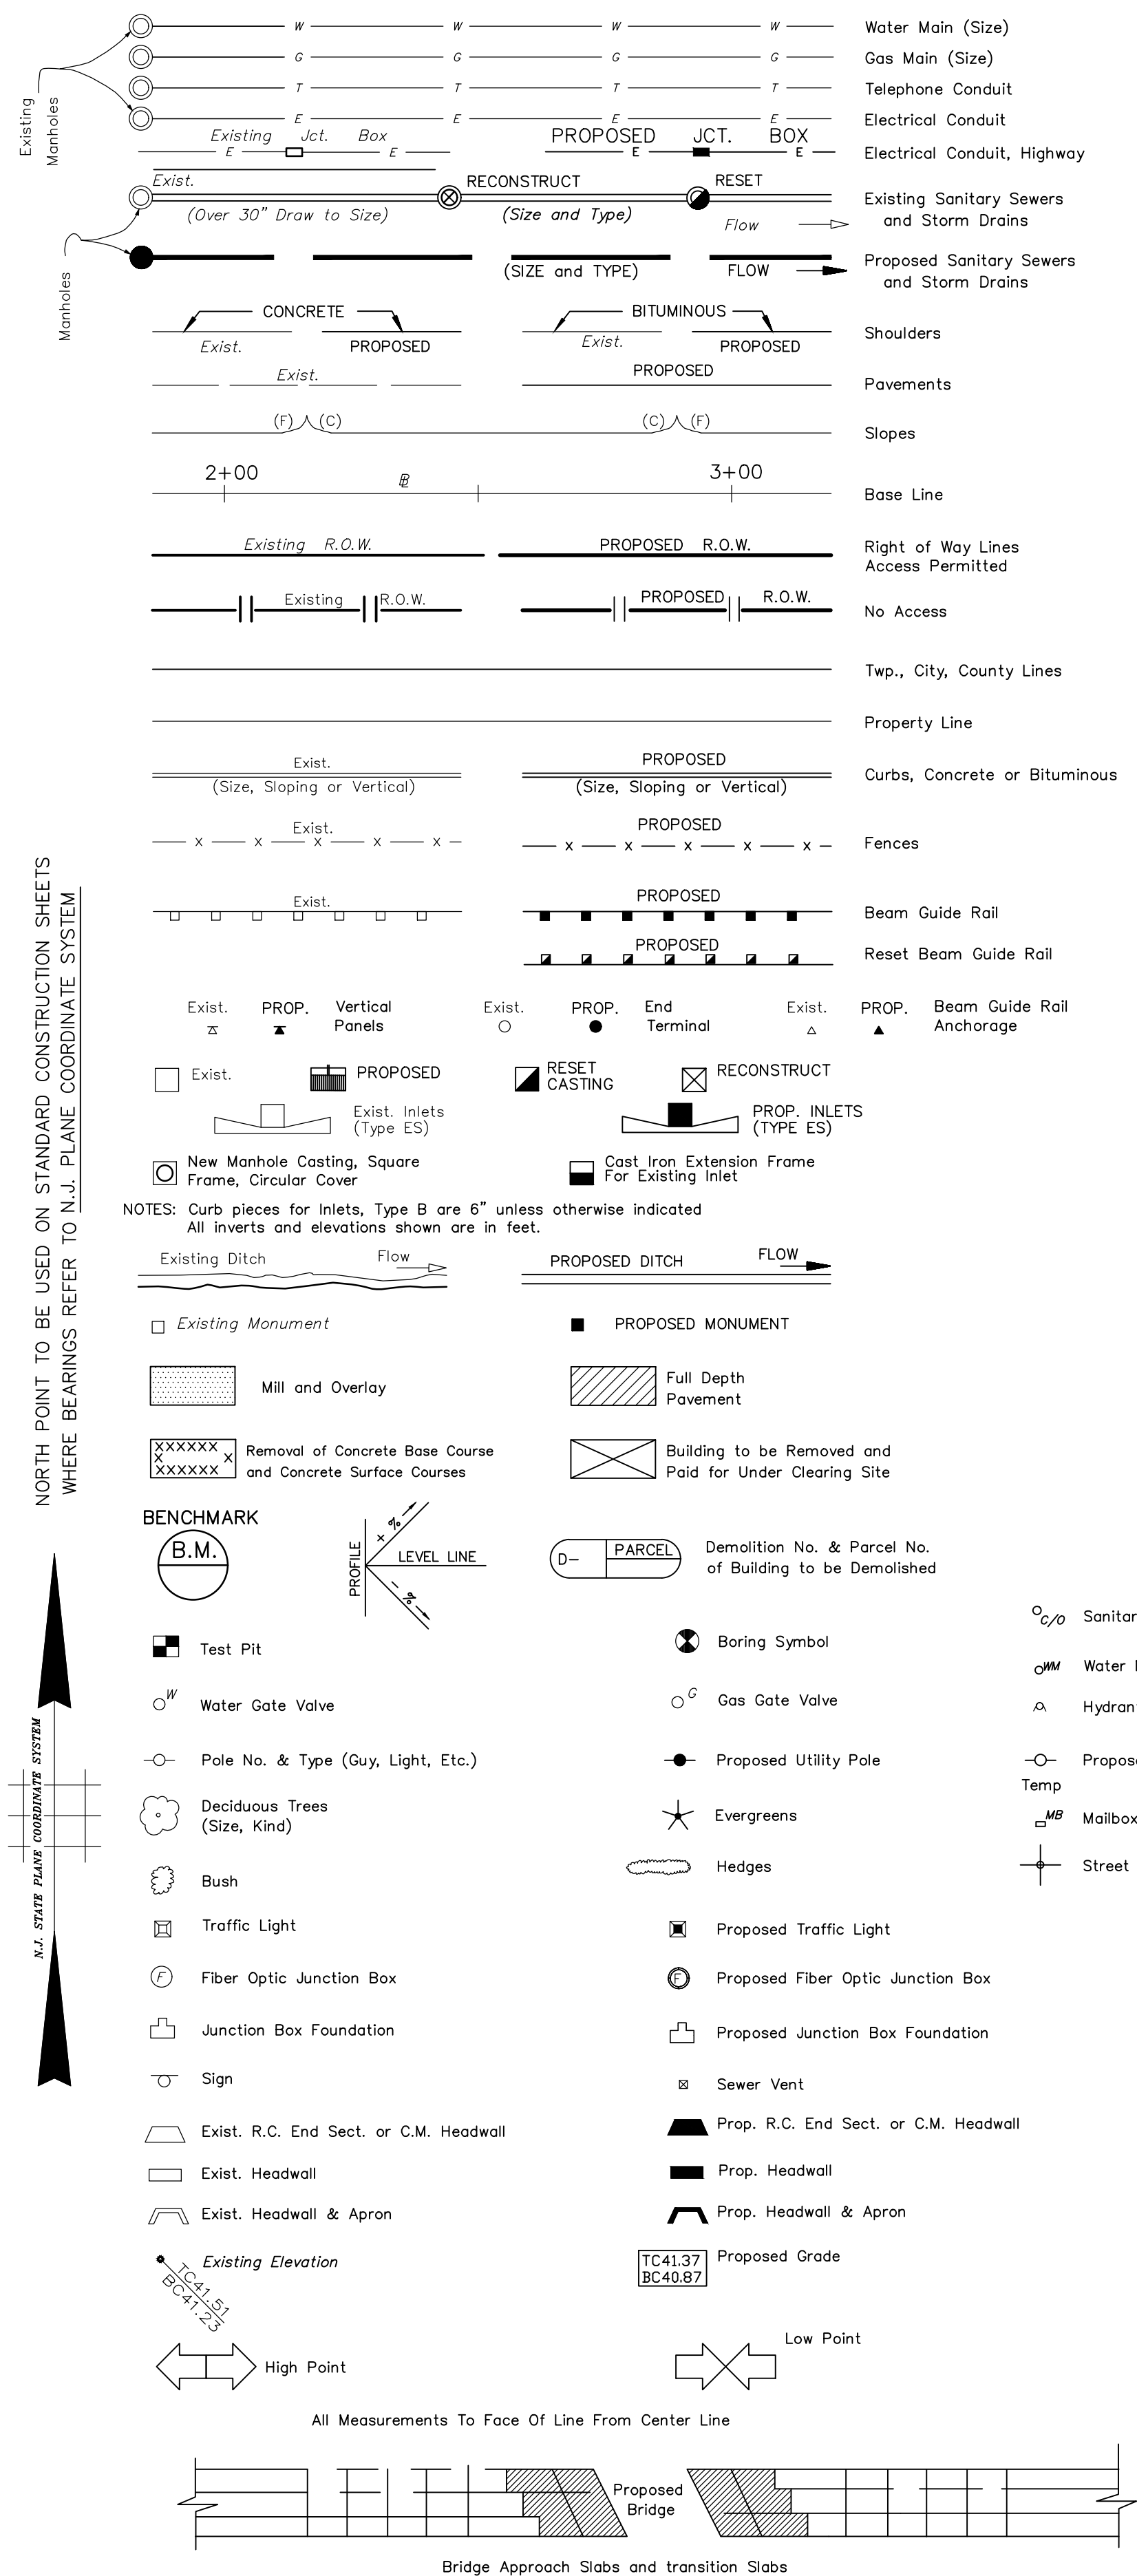 W W W W Water Main (Size)
G G G G Gas Main (Size)
T T T T Telephone Conduit
E E E E Electrical Conduit
Existing
Manholes
Existing Jct. Box PROPOSED JCT. BOX
E E E E Electrical Conduit, Highway
Exist. RECONSTRUCT RESET
Existing Sanitary Sewers
(Over 30" Draw to Size) (Size and Type) Flow and Storm Drains
Manholes
Proposed Sanitary Sewers
(SIZE and TYPE) FLOW and Storm Drains
CONCRETE BITUMINOUS
Exist. PROPOSED Exist. PROPOSED Shoulders
Exist. PROPOSED Pavements
(F) (C) (C) (F) Slopes
2+00 BL 3+00 Base Line
Existing R.O.W. PROPOSED R.O.W. Right of Way Lines
Access Permitted
Existing R.O.W. PROPOSED R.O.W. No Access
Twp., City, County Lines
Property Line
Exist. PROPOSED Curbs, Concrete or Bituminous
(Size, Sloping or Vertical) (Size, Sloping or Vertical)
Exist. PROPOSED Fences
x x x x x x x x x x
Exist. PROPOSED Beam Guide Rail
PROPOSED Reset Beam Guide Rail
Exist. PROP. Vertical Exist. PROP. End Exist. PROP. Beam Guide Rail
Panels Terminal Anchorage
Exist. PROPOSED RESET RECONSTRUCT
CASTING
Exist. Inlets PROP. INLETS
(Type ES) (TYPE ES)
New Manhole Casting, Square Cast Iron Extension Frame
Frame, Circular Cover For Existing Inlet
NOTES: Curb pieces for Inlets, Type B are 6" unless otherwise indicated
All inverts and elevations shown are in feet.
Existing Ditch Flow PROPOSED DITCH FLOW
Existing Monument PROPOSED MONUMENT
Mill and Overlay Full Depth
Pavement
XXXXXX Removal of Concrete Base Course Building to be Removed and
X X
XXXXXX and Concrete Surface Courses Paid for Under Clearing Site
BENCHMARK
B.M. PROFILE + % LEVEL LINE - % D- PARCEL Demolition No. & Parcel No.
of Building to be Demolished
NORTH POINT TO BE USED ON STANDARD CONSTRUCTION SHEETS
WHERE BEARINGS REFER TO N.J. PLANE COORDINATE SYSTEM
N.J. STATE PLANE COORDINATE SYSTEM
C/O Sanitar
Test Pit Boring Symbol
WM Water
W Water Gate Valve G Gas Gate Valve Hydran
Pole No. & Type (Guy, Light, Etc.) Proposed Utility Pole Propos
Temp
Deciduous Trees Evergreens MB Mailbox
(Size, Kind)
Bush Hedges Street
Traffic Light Proposed Traffic Light
F Fiber Optic Junction Box F Proposed Fiber Optic Junction Box
Junction Box Foundation Proposed Junction Box Foundation
Sign Sewer Vent
Exist. R.C. End Sect. or C.M. Headwall Prop. R.C. End Sect. or C.M. Headwall
Exist. Headwall Prop. Headwall
Exist. Headwall & Apron Prop. Headwall & Apron
Existing Elevation TC41.37 Proposed Grade
TC41.51 BC40.87
BC41.23
High Point Low Point
All Measurements To Face Of Line From Center Line
Proposed
Bridge
Bridge Approach Slabs and transition Slabs